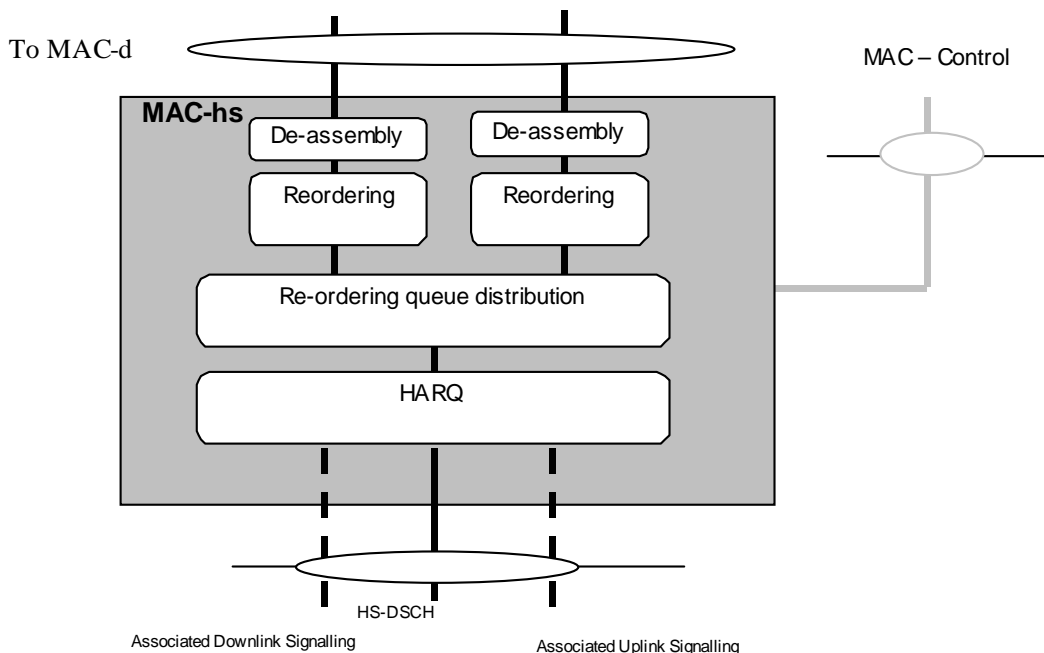 To MAC-d
MAC – Control
MAC-hs
De-assembly
De-assembly
Reordering
Reordering
Re-ordering queue distribution
HARQ
HS-DSCH
Associated Downlink Signalling
Associated Uplink Signalling